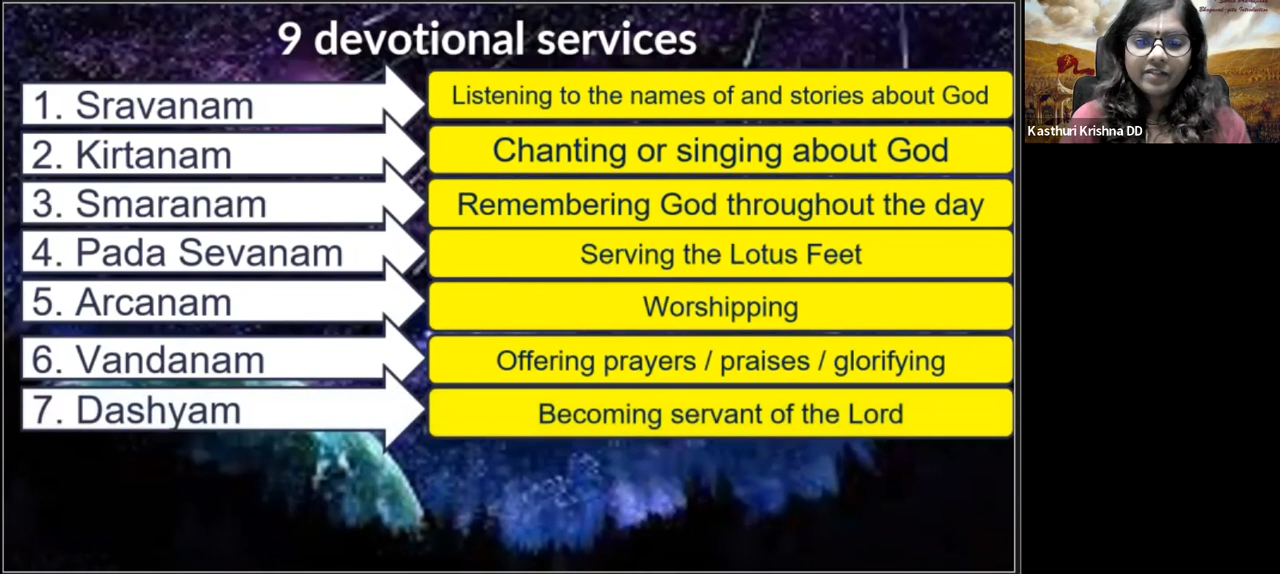 9 devotional services
1. Sravanam
Listening to the names of and stories about God
2. Kirtanam
Chanting or singing about God
3. Smaranam
Remembering God throughout the day
4. Pada Sevanam
Serving the Lotus Feet
5. Arcanam
Worshipping
6. Vandanam
Offering prayers / praises / glorifying
7. Dashyam
Becoming servant of the Lord
Kasthuri Krishna DD